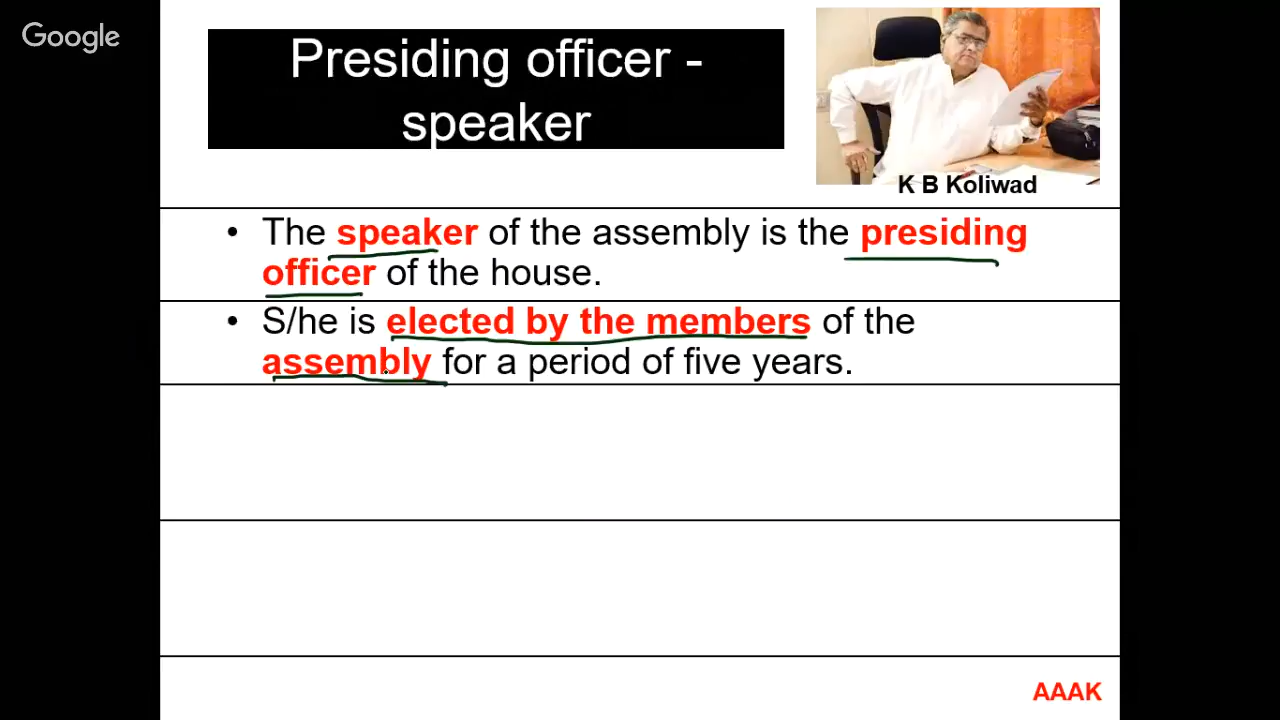 Google
Presiding officer -
speaker
K B Koliwad
• The speaker of the assembly is the presiding
officer of the house.
• S/he is elected by the members of the
assembly for a period of five years.
AAAK